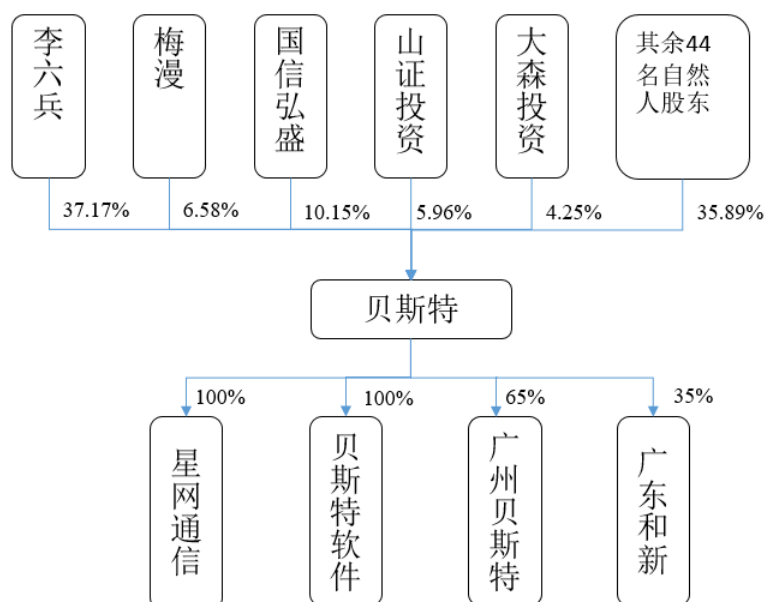 李六兵
梅漫
国信弘盛
山证投资
大森投资
其余44
名自然
人股东
37.17%
6.58%
10.15%
5.96%
4.25%
35.89%
贝斯特
100%
100%
65%
35%
星网通信
贝斯特软件
广州贝斯特
广东和新